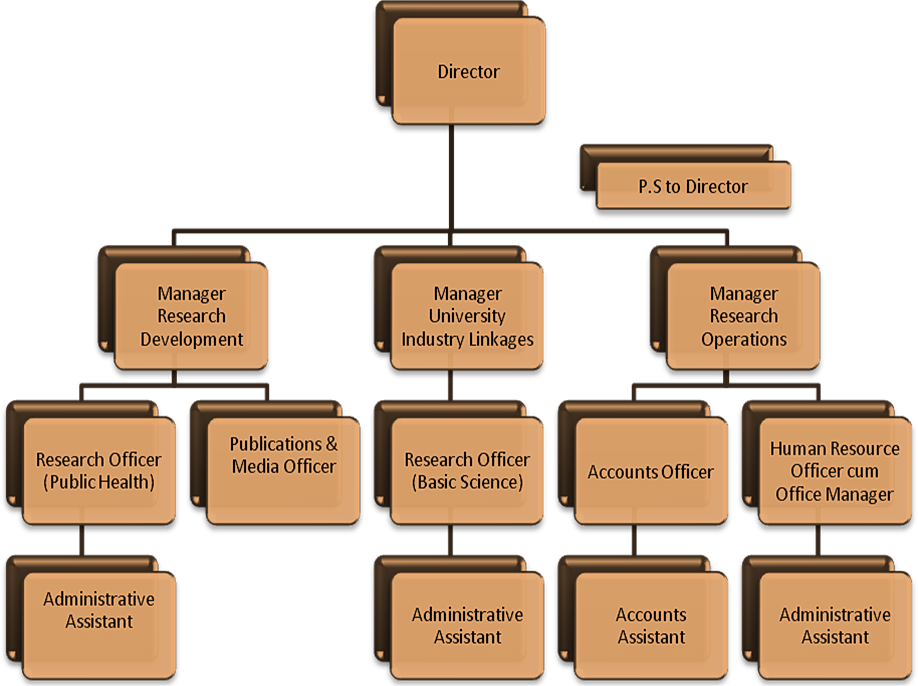 Director
P.S to Director
Manager
Research
Development
Manager
University
Industry Linkages
Manager
Research
Operations
Research Officer
(Public Health)
Publications &
Media Officer
Research Officer
(Basic Science)
Accounts Officer
Human Resource
Officer cum
Office Manager
Administrative
Assistant
Administrative
Assistant
Accounts
Assistant
Administrative
Assistant